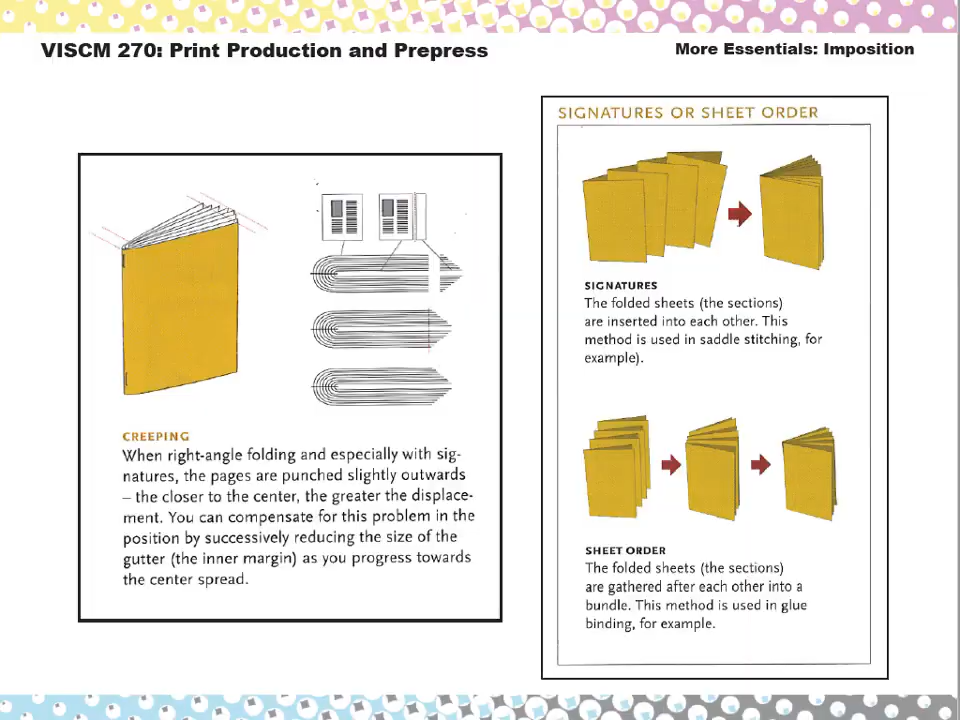 VISCM 270: Print Production and Prepress
More Essentials: Imposition
CREEPING
When right-angle folding and especially with sig-
natures, the pages are punched slightly outwards
– the closer to the center, the greater the displace-
ment. You can compensate for this problem in the
position by successively reducing the size of the
gutter (the inner margin) as you progress towards
the center spread.
SIGNATURES OR SHEET ORDER
SIGNATURES
The folded sheets (the sections)
are inserted into each other. This
method is used in saddle stitching, for
example).
SHEET ORDER
The folded sheets (the sections)
are gathered after each other into a
bundle. This method is used in glue
binding, for example.